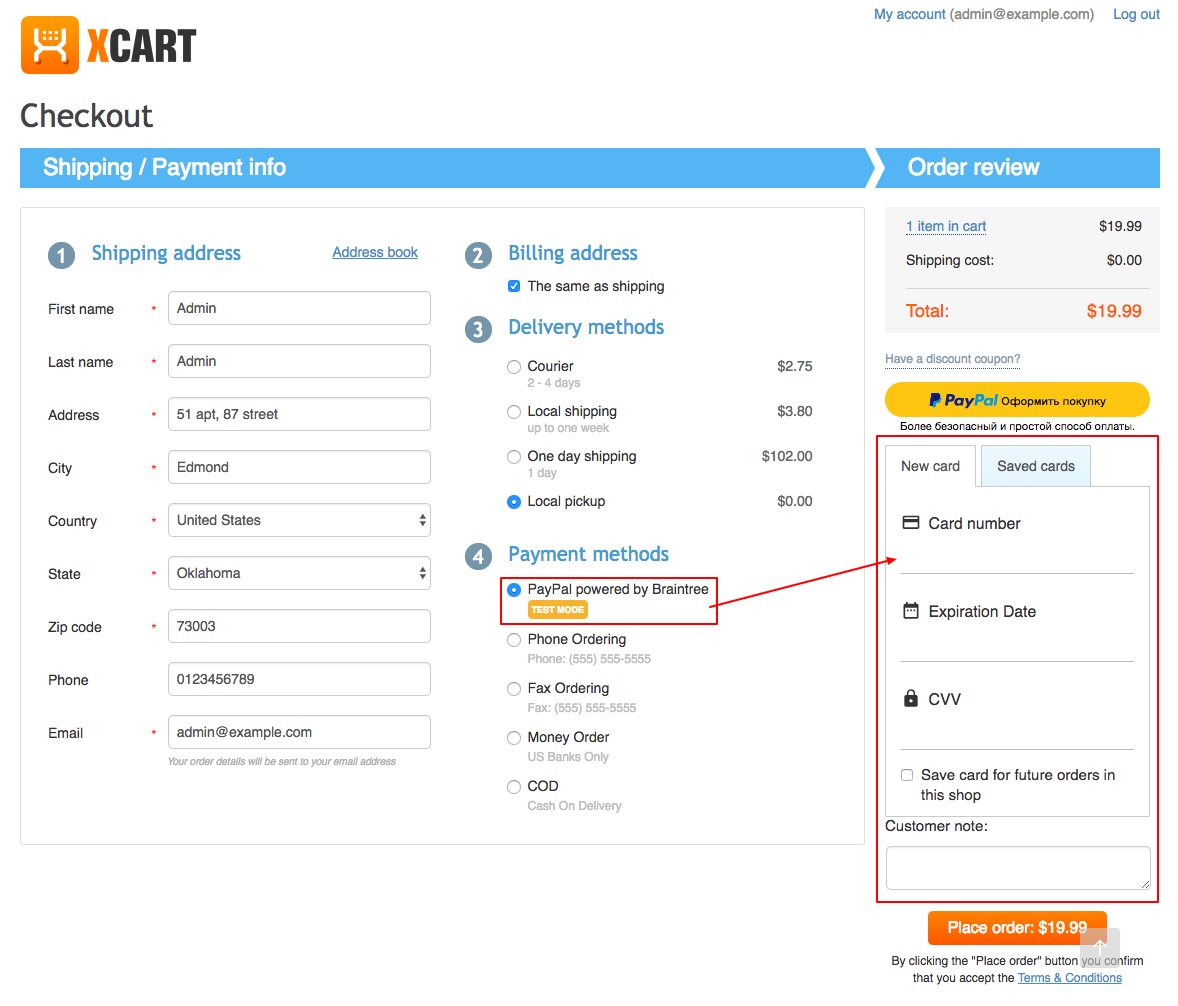 My account (admin@example.com) Log out
XCART
Checkout
Shipping / Payment info
Order review
1 Shipping address Address book
First name * Admin
Last name * Admin
Address * 51 apt, 87 street
City * Edmond
Country * United States
State * Oklahoma
Zip code * 73003
Phone 0123456789
Email * admin@example.com
Your order details will be sent to your email address
2 Billing address
The same as shipping
3 Delivery methods
Courier $2.75
2 - 4 days
Local shipping $3.80
up to one week
One day shipping $102.00
1 day
Local pickup $0.00
4 Payment methods
PayPal powered by Braintree
TEST MODE
Phone Ordering
Phone: (555) 555-5555
Fax Ordering
Fax: (555) 555-5555
Money Order
US Banks Only
COD
Cash On Delivery
1 item in cart $19.99
Shipping cost: $0.00
Total: $19.99
Have a discount coupon?
PayPal Оформить покупку
Более безопасный и простой способ оплаты.
New card Saved cards
Card number
Expiration Date
CVV
Save card for future orders in
this shop
Customer note:
Place order: $19.99
By clicking the "Place order" button you confirm
that you accept the Terms & Conditions